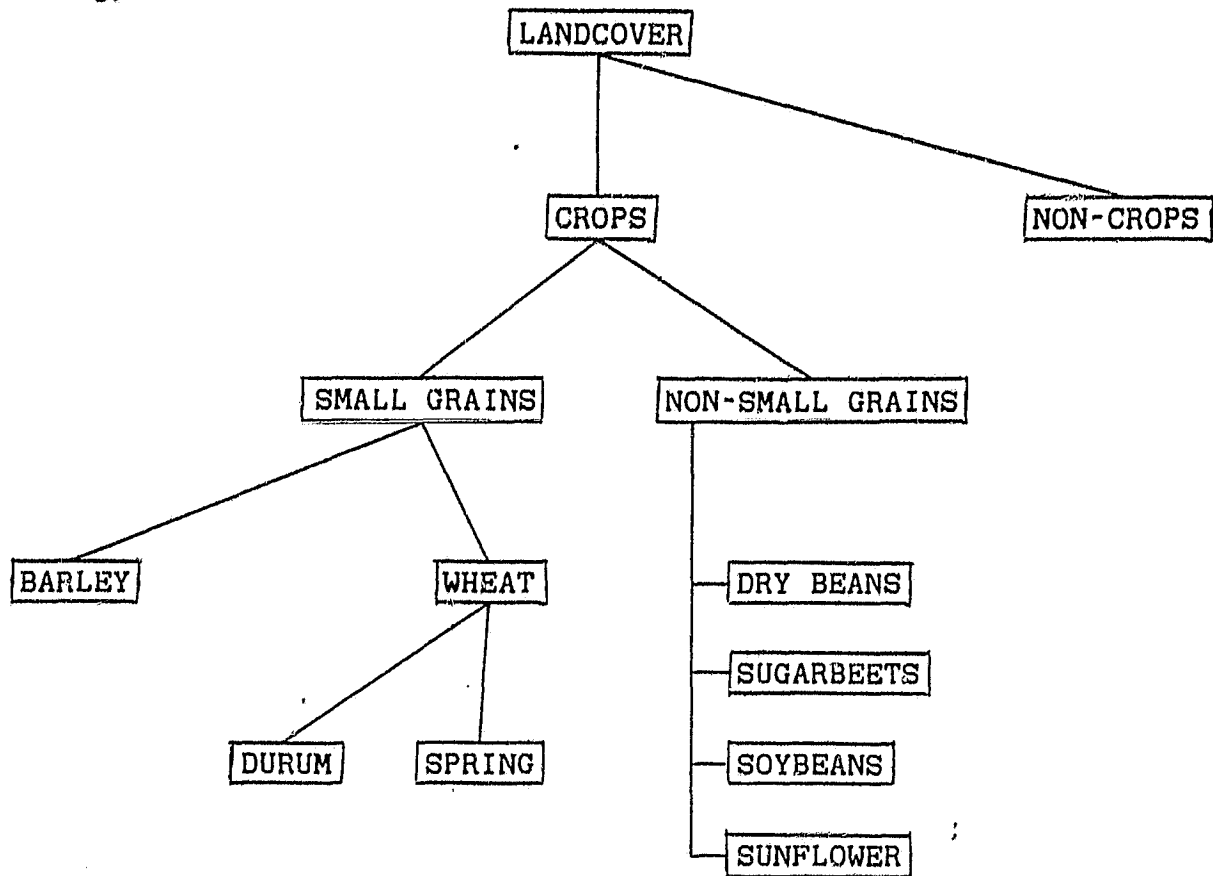 LANDCOVER
CROPS
NON-CROPS
SMALL GRAINS
NON-SMALL GRAINS
BARLEY
WHEAT
DRY BEANS
SUGARBEETS
DURUM
SPRING
SOYBEANS
SUNFLOWER